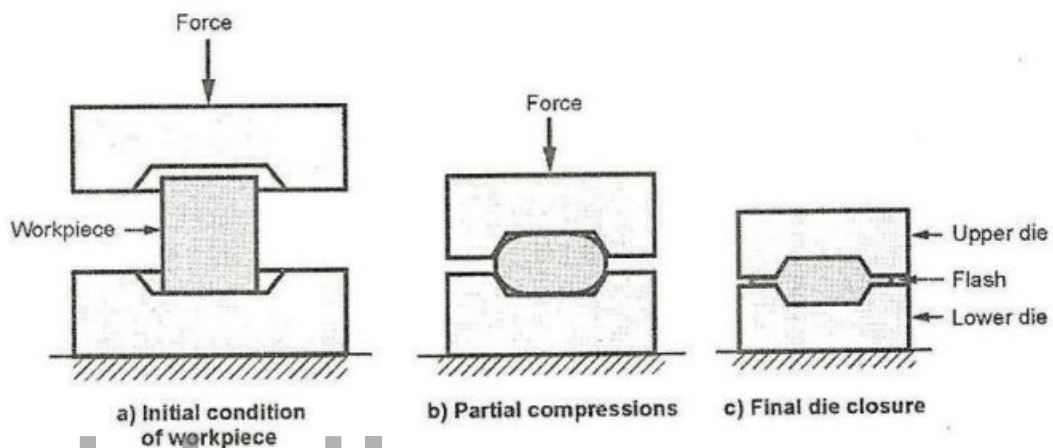 Force
Force
Workpiece
Upper die
Flash
Lower die
a) Initial condition
of workpiece
b) Partial compressions
c) Final die closure